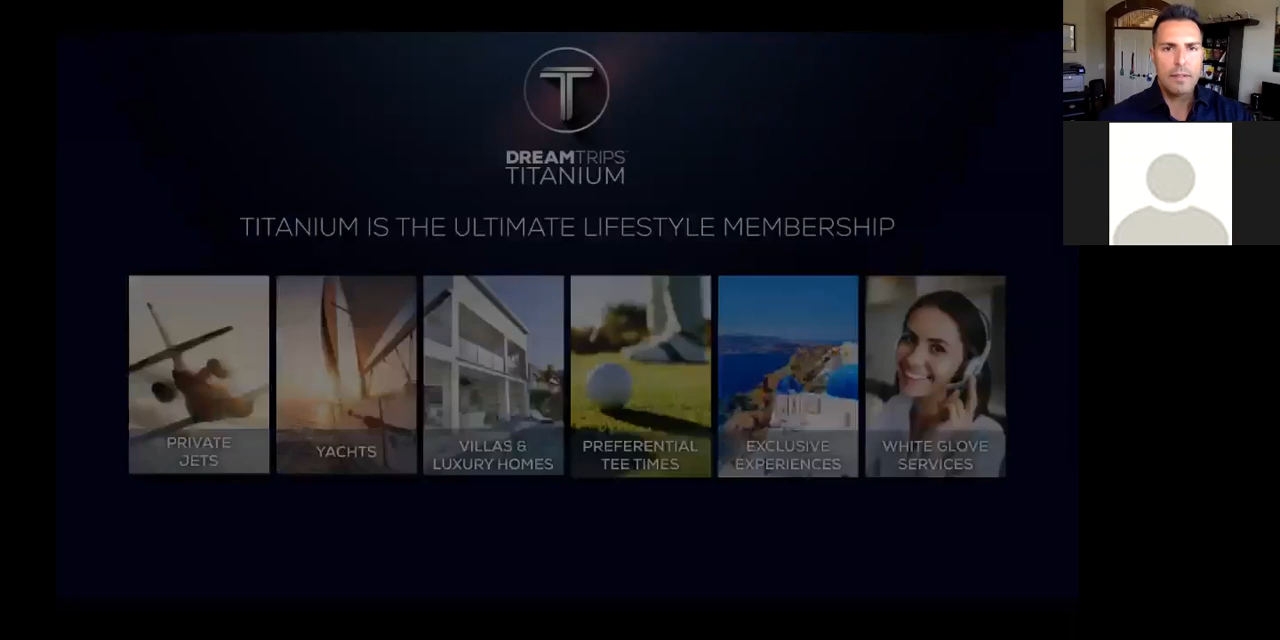 T
DREAMTRIPS
TITANIUM
TITANIUM IS THE ULTIMATE LIFESTYLE MEMBERSHIP
PRIVATE
JETS
YACHTS
VILLAS &
LUXURY HOMES
PREFERENTIAL
TEE TIMES
EXCLUSIVE
EXPERIENCES
WHITE GLOVE
SERVICES